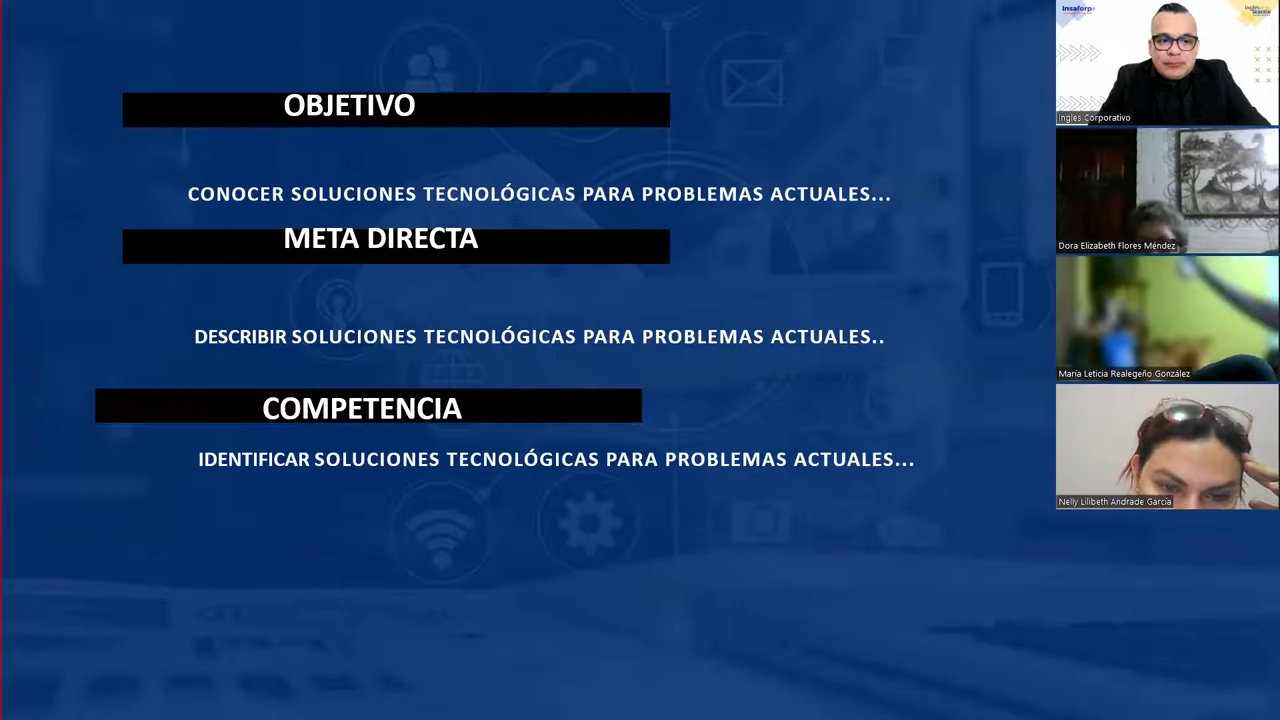 OBJETIVO
CONOCER SOLUCIONES TECNOLÓGICAS PARA PROBLEMAS ACTUALES...
META DIRECTA
DESCRIBIR SOLUCIONES TECNOLÓGICAS PARA PROBLEMAS ACTUALES..
COMPETENCIA
IDENTIFICAR SOLUCIONES TECNOLÓGICAS PARA PROBLEMAS ACTUALES...
Insaforp
Ingles Corporativo
Dora Elizabeth Flores Méndez
María Leticia Realegeño González
Nelly Lilibeth Andrade García